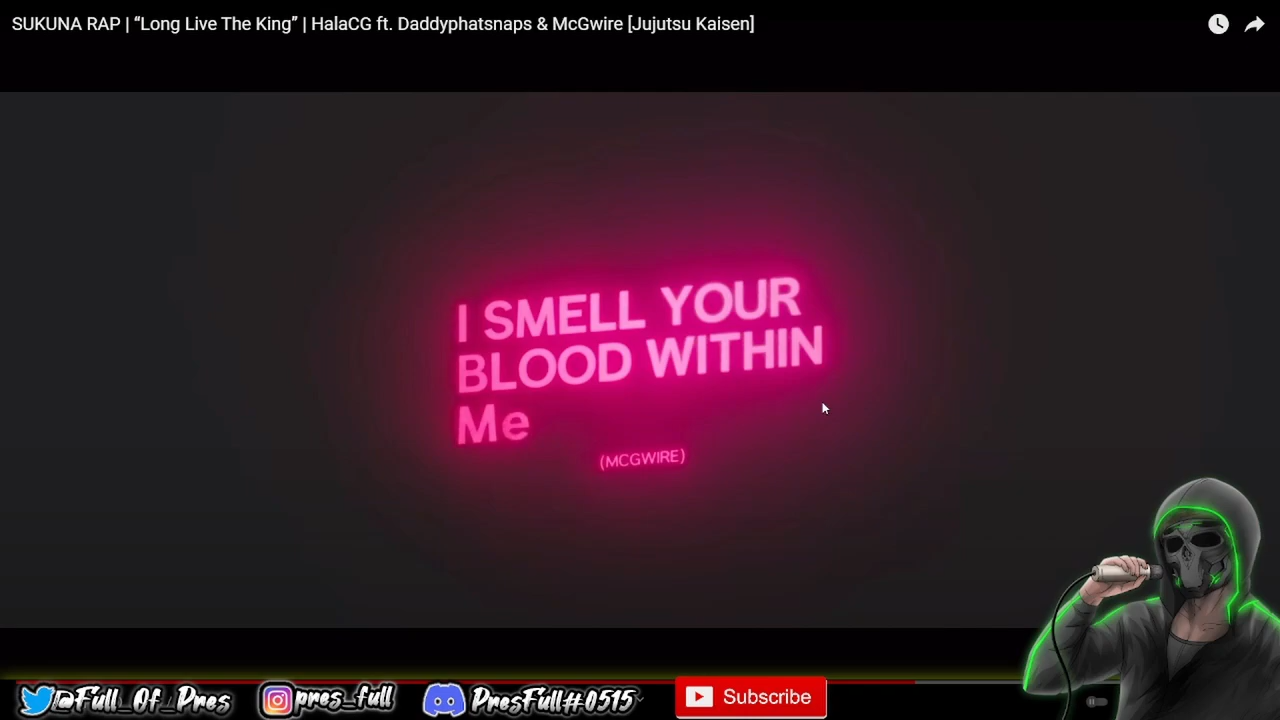 SUKUNA RAP | “Long Live The King” | HalaCG ft. Daddyphatsnaps & McGwire [Jujutsu Kaisen]
I SMELL YOUR
BLOOD WITHIN
Me
(MCGWIRE)
@Full_Of_Pres pres_full PresFull#0515 Subscribe